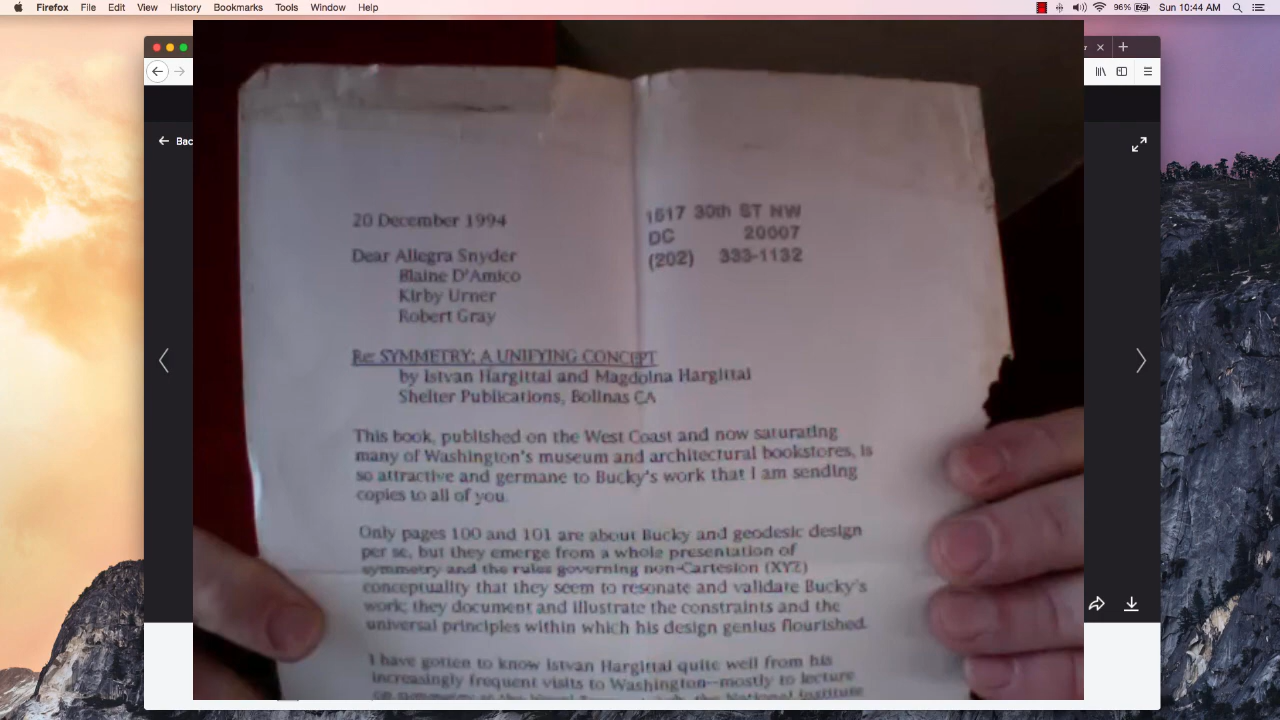 Firefox File Edit View History Bookmarks Tools Window Help
96% Sun 10:44 AM
Bac
20 December 1994
1517 30th ST NW
DC 20007
(202) 333-1132
Dear Allegra Snyder
Blaine D'Amico
Kirby Urner
Robert Gray
Re: SYMMETRY: A UNIFYING CONCEPT
by Istvan Hargittai and Magdolna Hargittai
Shelter Publications, Bolinas CA
This book, published on the West Coast and now saturating
many of Washington's museum and architectural bookstores, is
so attractive and germane to Bucky's work that I am sending
copies to all of you.
Only pages 100 and 101 are about Bucky and geodesic design
per se, but they emerge from a whole presentation of
symmetry and the rules governing non-Cartesion (XYZ)
conceptuality that they seem to resonate and validate Bucky's
work; they document and illustrate the constraints and the
universal principles within which his design genius flourished.
I have gotten to know Istvan Hargittai quite well from his
increasingly frequent visits to Washington—mostly to lecture
on symmetry the National Institute